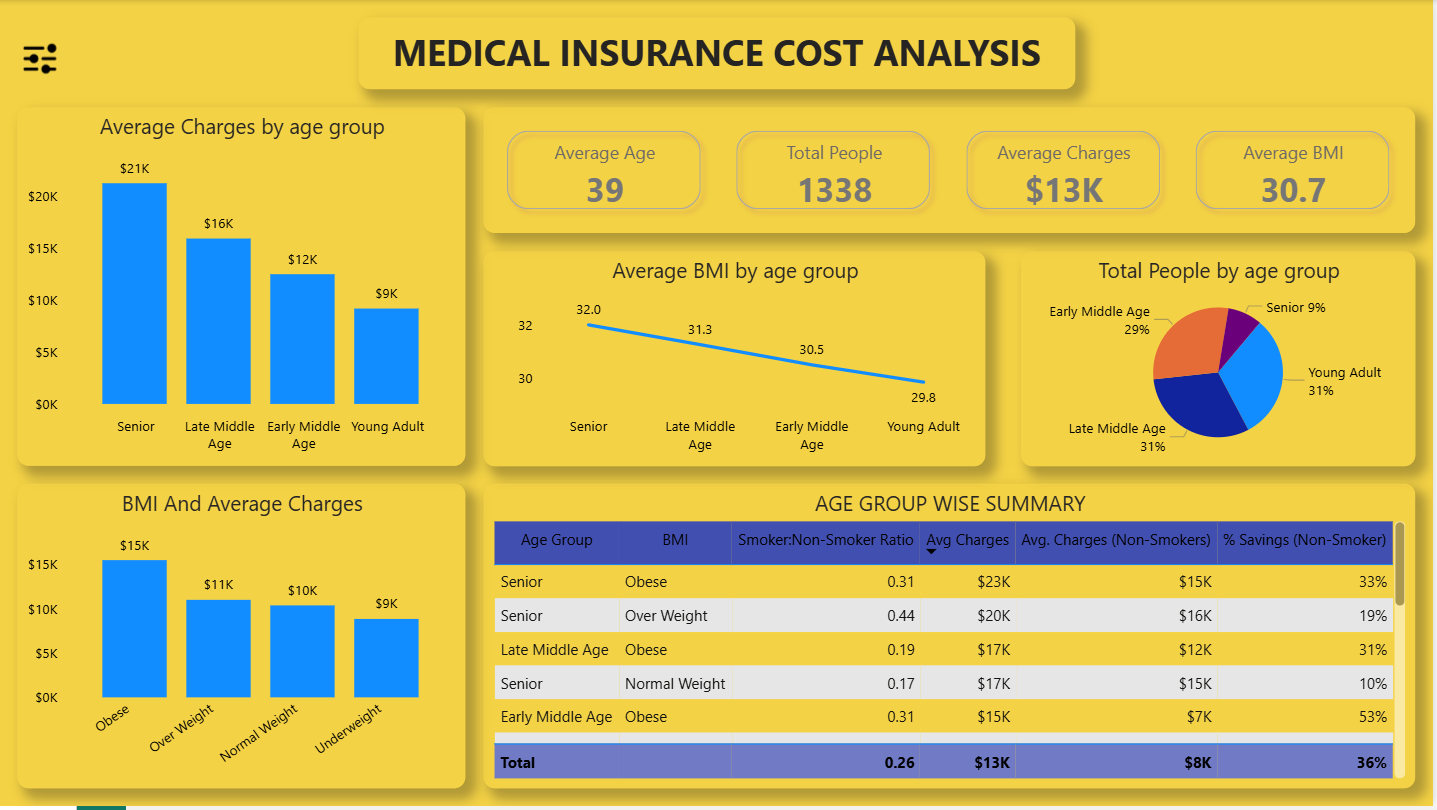 MEDICAL INSURANCE COST ANALYSIS
Average Charges by age group
$21K
$20K
$16K
$15K
$12K
$10K
$9K
$5K
$0K
Senior
Late Middle
Age
Early Middle
Age
Young Adult
Average Age
39
Total People
1338
Average Charges
$13K
Average BMI
30.7
Average BMI by age group
32.0
32
31.3
30.5
30
29.8
Senior
Late Middle
Age
Early Middle
Age
Young Adult
Total People by age group
Early Middle Age
29%
Senior 9%
Young Adult
31%
Late Middle Age
31%
BMI And Average Charges
$15K
$15K
$11K
$10K
$10K
$9K
$5K
$0K
Obese
Over Weight
Normal Weight
Underweight
AGE GROUP WISE SUMMARY
Age Group BMI Smoker:Non-Smoker Ratio Avg Charges Avg. Charges (Non-Smokers) % Savings (Non-Smoker)
Senior Obese 0.31 $23K $15K 33%
Senior Over Weight 0.44 $20K $16K 19%
Late Middle Age Obese 0.19 $17K $12K 31%
Senior Normal Weight 0.17 $17K $15K 10%
Early Middle Age Obese 0.31 $15K $7K 53%
Total 0.26 $13K $8K 36%